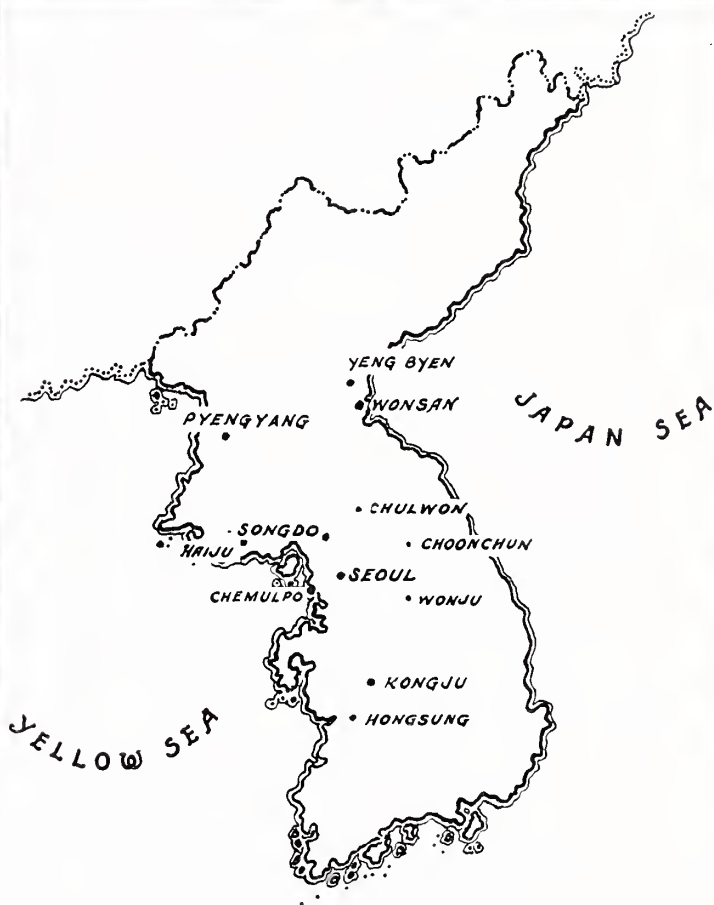 YENG BYEN
WONSAN
JAPAN SEA
PYENGYANG
CHULWON
SONGDO
CHOONCHUN
HAIJU
SEOUL
CHEMULPO
WONJU
KONGJU
HONGSUNG
YELLOW SEA